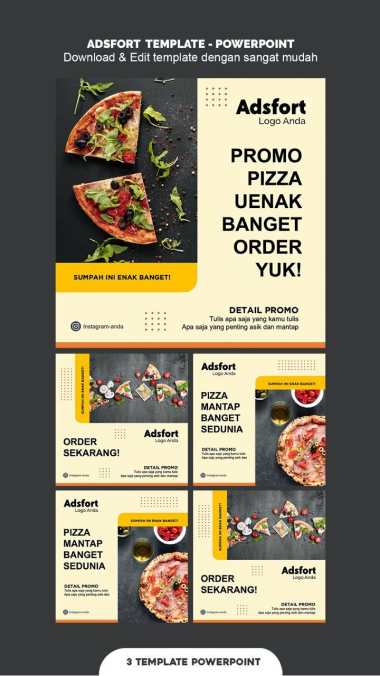 ADSFORT TEMPLATE - POWERPOINT
Download & Edit template dengan sangat mudah
Adsfort
Logo Anda
PROMO
PIZZA
UENAK
BANGET
ORDER
YUK!
SUMPAH INI ENAK BANGET!
DETAIL PROMO
Tulis apa saja yang kamu tulis
Apa saja yang penting asik dan mantap
Instagram-anda
SUMPAH INI ENAK BANGET!
ORDER
SEKARANG!
Adsfort
Logo Anda
DETAIL PROMO
Tulis apa saja yang kamu tulis
Apa saja yang penting asik dan mantap
Instagram-anda
Adsfort
Logo Anda
SUMPAH INI ENAK BANGET!
PIZZA
MANTAP
BANGET
SEDUNIA
DETAIL PROMO
Tulis apa saja yang kamu tulis
Apa saja yang penting asik dan mantap
Instagram-anda
Adsfort
Logo Anda
SUMPAH INI ENAK BANGET!
PIZZA
MANTAP
BANGET
SEDUNIA
DETAIL PROMO
Tulis apa saja yang kamu tulis
Apa saja yang penting asik dan mantap
Instagram-anda
SUMPAH INI ENAK BANGET!
Adsfort
Logo Anda
ORDER
SEKARANG!
DETAIL PROMO
Tulis apa saja yang kamu tulis
Apa saja yang penting asik dan mantap
Instagram-anda
3 TEMPLATE POWERPOINT